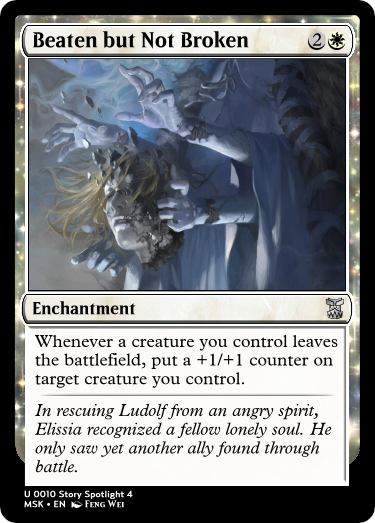 Beaten but Not Broken 2
Enchantment
Whenever a creature you control leaves
the battlefield, put a +1/+1 counter on
target creature you control.
In rescuing Ludolf from an angry spirit,
Elissia recognized a fellow lonely soul. He
only saw yet another ally found through
battle.
U 0010 Story Spotlight 4
MSK • EN Feng Wei